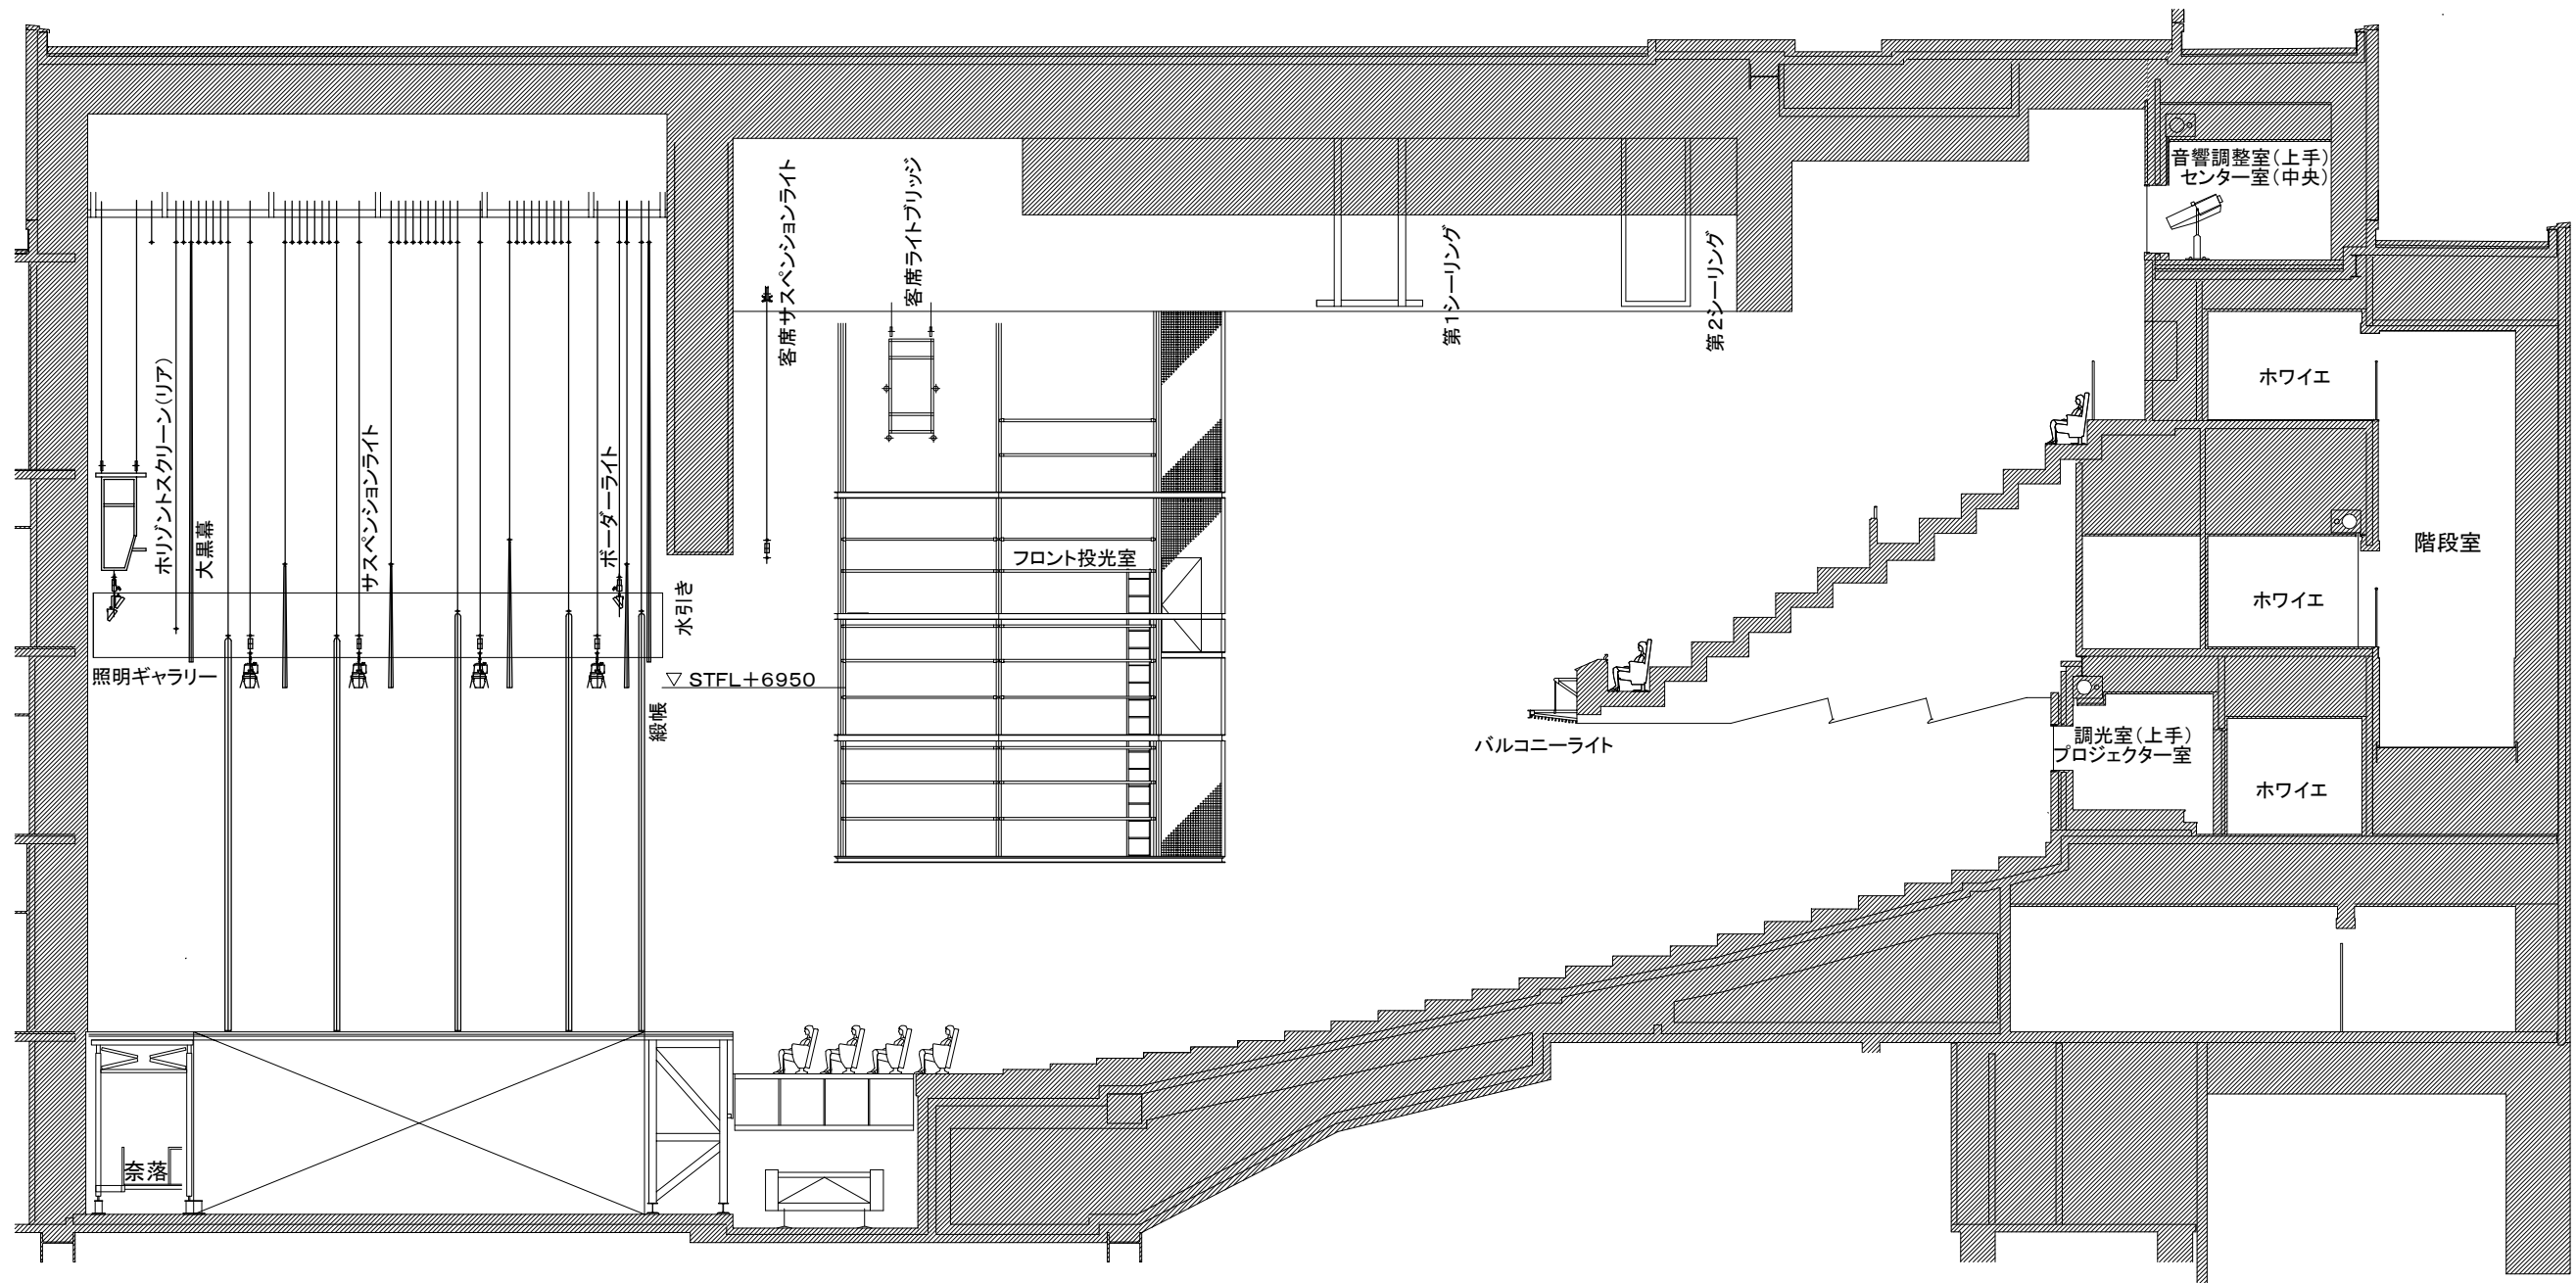 音響調整室(上手)
センター室(中央)
客席サスペンションライト
客席ライトブリッジ
第1シーリング
第2シーリング
ホリゾントスクリーン(リア)
大黒幕
サスペンションライト
ボーダーライト
水引き
フロント投光室
ホワイエ
階段室
ホワイエ
照明ギャラリー
▽ STFL+6950
緞帳
バルコニーライト
調光室(上手)
プロジェクター室
ホワイエ
奈落